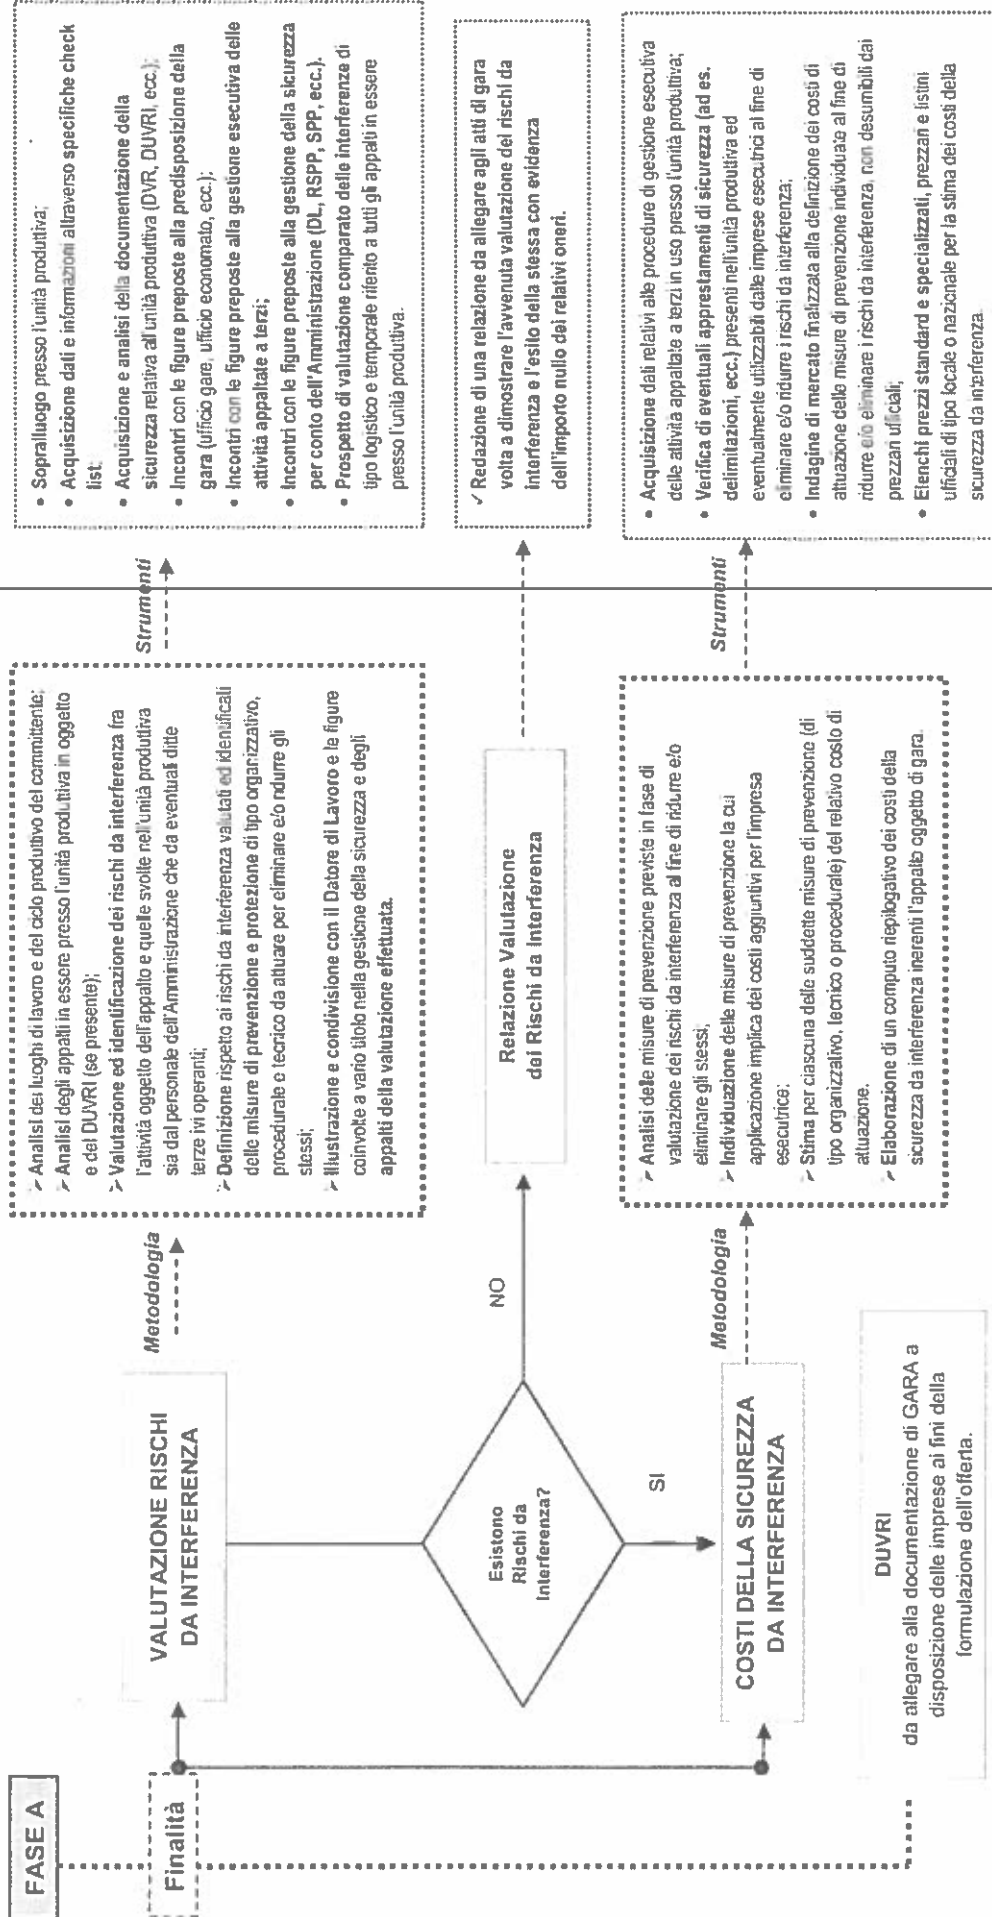 FASE A
Finalità
VALUTAZIONE RISCHI
DA INTERFERENZA
Metodologia
➢ Analisi dei luoghi di lavoro e del ciclo produttivo del committente;
➢ Analisi degli appalti in essere presso l'unità produttiva in oggetto
e del DUVRI (se presente);
➢ Valutazione ed identificazione dei rischi da interferenza fra
l'attività oggetto dell'appalto e quelle svolte nell'unità produttiva
sia dal personale dell'Amministrazione che da eventuali ditte
terze ivi operanti;
➢ Definizione rispetto ai rischi da interferenza valutati ed identificati
delle misure di prevenzione e protezione di tipo organizzativo,
procedurale e tecnico da attuare per eliminare e/o ridurre gli
stessi;
➢ Illustrazione e condivisione con il Datore di Lavoro e le figure
coinvolte a vario titolo nella gestione della sicurezza e degli
appalti della valutazione effettuata.
Strumenti
• Sopralluogo presso l'unità produttiva;
• Acquisizione dati e informazioni altraverso specifiche check
list;
• Acquisizione e analisi della documentazione della
sicurezza relativa all'unità produttiva (DVR, DUVRI, ecc.);
• Incontri con le figure preposte alla predisposizione della
gara (ufficio gare, ufficio economato, ecc.);
• Incontri con le figure preposte alla gestione esecutiva delle
attività appaltate a terzi;
• Incontri con le figure preposte alla gestione della sicurezza
per conto dell'Amministrazione (DL, RSPP, SPP, ecc.).
• Prospetto di valutazione comparato delle interferenze di
tipo logistico e temporale riferito a tutti gli appalti in essere
presso l'unità produttiva.
Esistono
Rischi da
Interferenza?
NO
Relazione Valutazione
dei Rischi da Interferenza
✓ Redazione di una relazione da allegare agli atti di gara
volta a dimostrare l'avvenuta valutazione dei rischi da
interferenza e l'esito della stessa con evidenza
dell'importo nullo dei relativi oneri.
SI
COSTI DELLA SICUREZZA
DA INTERFERENZA
Metodologia
➢ Analisi delle misure di prevenzione previste in fase di
valutazione dei rischi da interferenza al fine di ridurre e/o
eliminare gli stessi;
➢ Individuazione delle misure di prevenzione la cui
applicazione implica dei costi aggiuntivi per l'impresa
esecutrice;
➢ Stima per ciascuna delle suddette misure di prevenzione (di
tipo organizzativo, tecnico o procedurale) del relativo costo di
attuazione.
➢ Elaborazione di un computo riepilogativo dei costi della
sicurezza da interferenza inerenti l'appalto oggetto di gara.
Strumenti
• Acquisizione dati relativi alle procedure di gestione esecutiva
delle attività appaltate a terzi in uso presso l'unità produttiva;
• Verifica di eventuali apprestamenti di sicurezza (ad es.
delimitazioni, ecc.) presenti nell'unità produttiva ed
eventualmente utilizzabili dalle imprese esecutrici al fine di
eliminare e/o ridurre i rischi da interferenza;
• Indagine di mercato finalizzata alla definizione dei costi di
attuazione delle misure di prevenzione individuate al fine di
ridurre e/o eliminare i rischi da interferenza, non desumibili dai
prezzari ufficiali;
• Elenchi prezzi standard e specializzati, prezzari e listini
ufficiali di tipo locale o nazionale per la stima dei costi della
sicurezza da interferenza.
DUVRI
da allegare alla documentazione di GARA a
disposizione delle imprese ai fini della
formulazione dell'offerta.